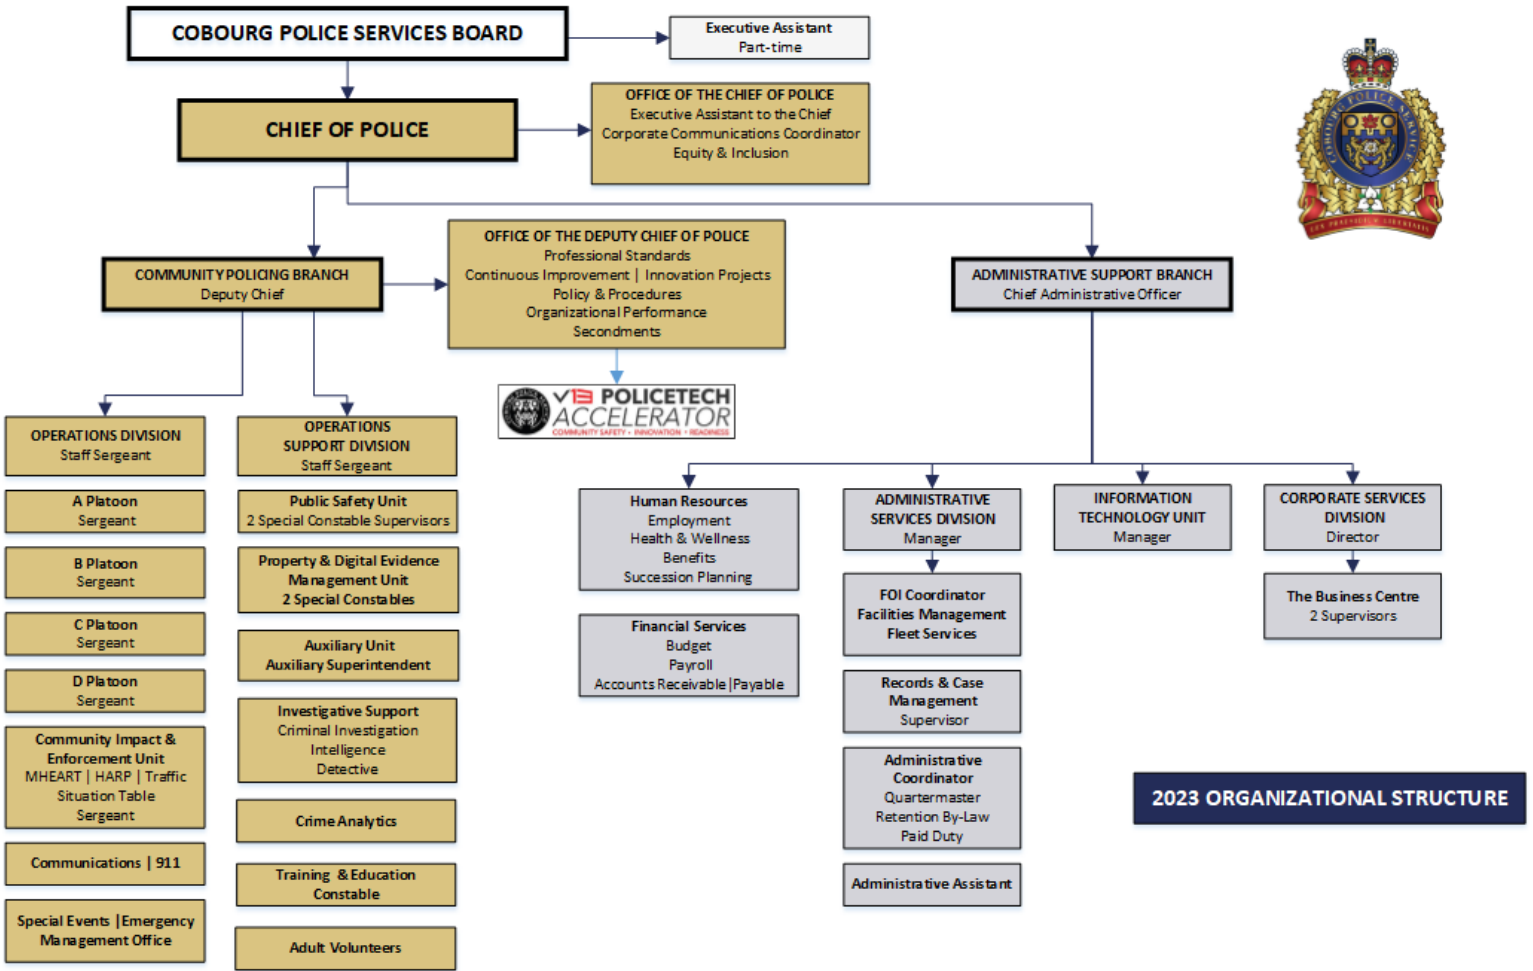 COBOURG POLICE SERVICES BOARD
Executive Assistant
Part-time
CHIEF OF POLICE
OFFICE OF THE CHIEF OF POLICE
Executive Assistant to the Chief
Corporate Communications Coordinator
Equity & Inclusion
COBOURG POLICE SERVICE
COMMUNITY POLICING BRANCH
Deputy Chief
OFFICE OF THE DEPUTY CHIEF OF POLICE
Professional Standards
Continuous Improvement | Innovation Projects
Policy & Procedures
Organizational Performance
Secondments
ADMINISTRATIVE SUPPORT BRANCH
Chief Administrative Officer
POLICETECH
ACCELERATOR
COMMUNITY SAFETY • INNOVATION • READINESS
OPERATIONS DIVISION
Staff Sergeant
A Platoon
Sergeant
B Platoon
Sergeant
C Platoon
Sergeant
D Platoon
Sergeant
Community Impact &
Enforcement Unit
MHEART | HARP | Traffic
Situation Table
Sergeant
Communications | 911
Special Events |Emergency
Management Office
OPERATIONS
SUPPORT DIVISION
Staff Sergeant
Public Safety Unit
2 Special Constable Supervisors
Property & Digital Evidence
Management Unit
2 Special Constables
Auxiliary Unit
Auxiliary Superintendent
Investigative Support
Criminal Investigation
Intelligence
Detective
Crime Analytics
Training & Education
Constable
Adult Volunteers
Human Resources
Employment
Health & Wellness
Benefits
Succession Planning
Financial Services
Budget
Payroll
Accounts Receivable|Payable
ADMINISTRATIVE
SERVICES DIVISION
Manager
FOI Coordinator
Facilities Management
Fleet Services
Records & Case
Management
Supervisor
Administrative
Coordinator
Quartermaster
Retention By-Law
Paid Duty
Administrative Assistant
INFORMATION
TECHNOLOGY UNIT
Manager
CORPORATE SERVICES
DIVISION
Director
The Business Centre
2 Supervisors
2023 ORGANIZATIONAL STRUCTURE